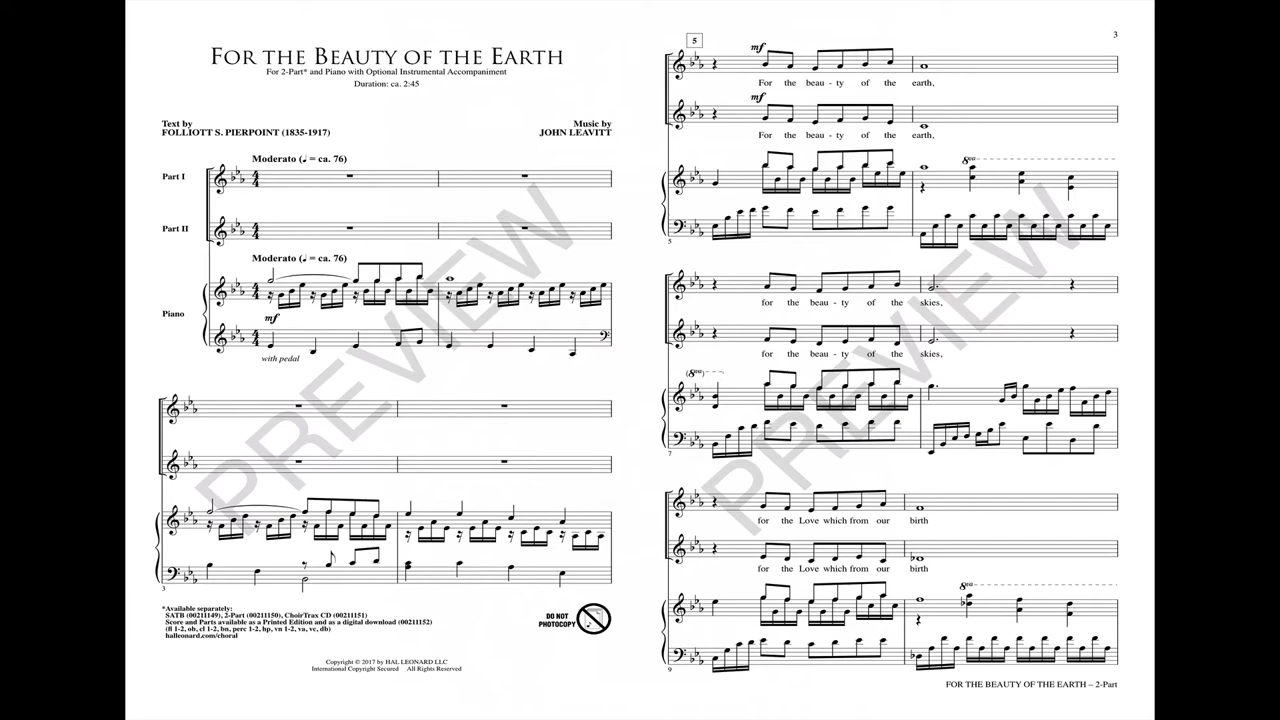 FOR THE BEAUTY OF THE EARTH
For 2-Part* and Piano with Optional Instrumental Accompaniment
Duration: ca. 2:45
Text by
FOLLIOTT S. PIERPOINT (1835-1917)
Music by
JOHN LEAVITT
Moderato (♩ = ca. 76)
Part I
Part II
Moderato (♩ = ca. 76)
Piano
mf
with pedal
PREVIEW
3
*Available separately:
SATB (00211149), 2-Part (00211150), ChoirTrax CD (00211151)
Score and Parts available as a Printed Edition and as a digital download (00211152)
(fl 1-2, ob, cl 1-2, bn, perc 1-2, hp, vn 1-2, va, vc, db)
halleonard.com/choral
DO NOT
PHOTOCOPY
Copyright © 2017 by HAL LEONARD LLC
International Copyright Secured All Rights Reserved
3
5
mf
For the beau - ty of the earth,
mf
For the beau - ty of the earth,
8va
5
for the beau - ty of the skies,
for the beau - ty of the skies,
(8va)
7
PREVIEW
for the Love which from our birth
for the Love which from our birth
8va
9
FOR THE BEAUTY OF THE EARTH – 2-Part